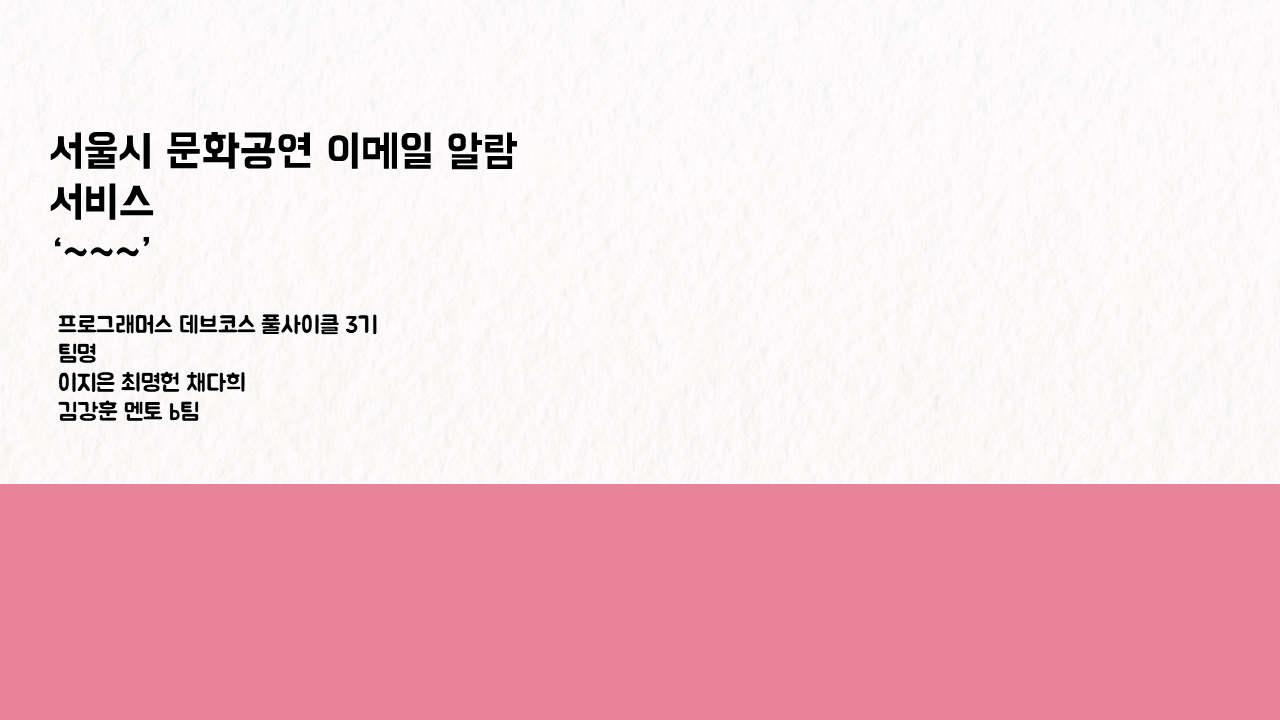 서울시 문화공연 이메일 알람
서비스
‘~~~’
프로그래머스 데브코스 풀사이클 3기
팀명
이지은 최명헌 채다희
김강훈 멘토 b팀